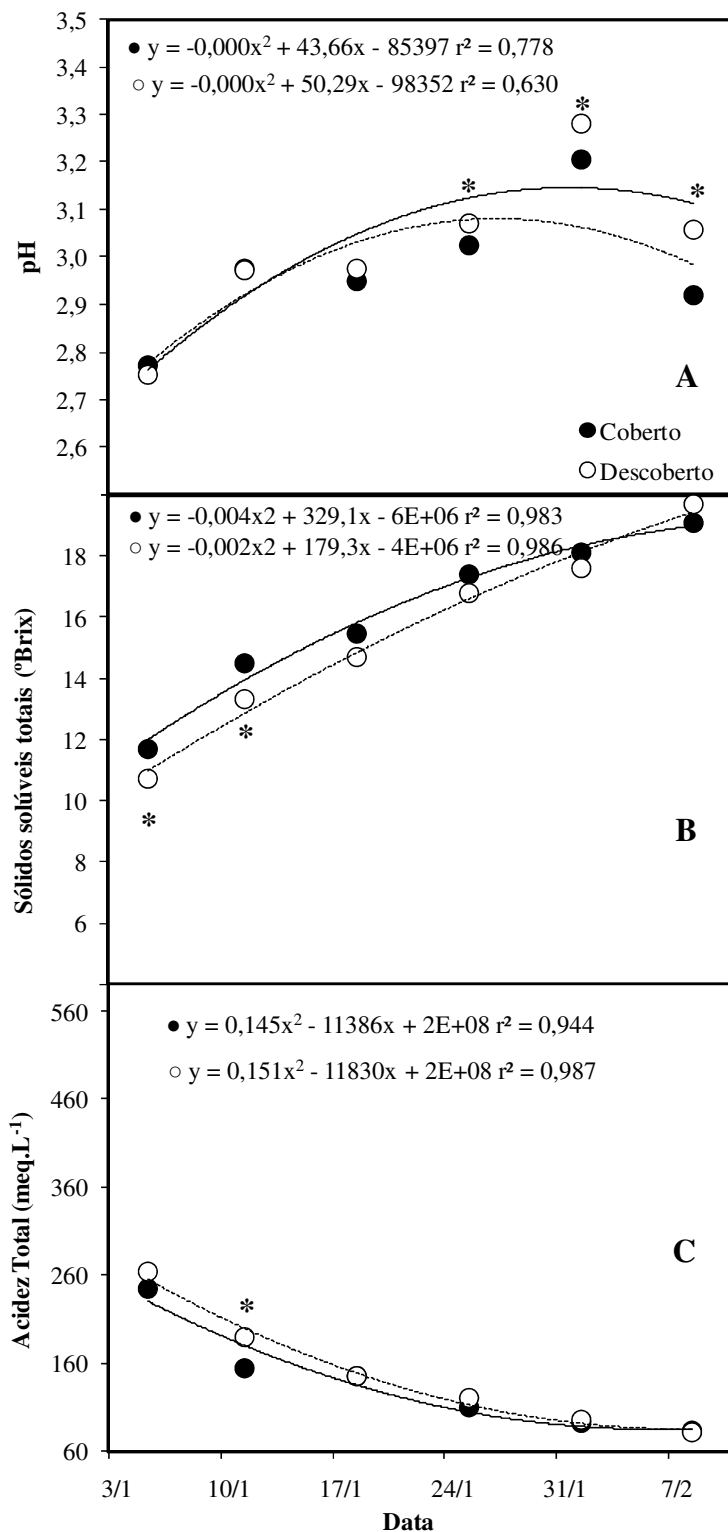 3,5
● y = -0,000x² + 43,66x - 85397 r² = 0,778
3,4
○ y = -0,000x² + 50,29x - 98352 r² = 0,630
3,3
*
3,2
*
*
3,1
3,0
2,9
2,8
2,7
2,6
pH
A
● Coberto
○ Descoberto
● y = -0,004x2 + 329,1x - 6E+06 r² = 0,983
○ y = -0,002x2 + 179,3x - 4E+06 r² = 0,986
18
16
14
12
*
10
*
8
6
Sólidos solúveis totais (ºBrix)
B
560
● y = 0,145x² - 11386x + 2E+08 r² = 0,944
○ y = 0,151x² - 11830x + 2E+08 r² = 0,987
460
360
260
*
160
60
Acidez Total (meq.L⁻¹)
C
3/1 10/1 17/1 24/1 31/1 7/2
Data